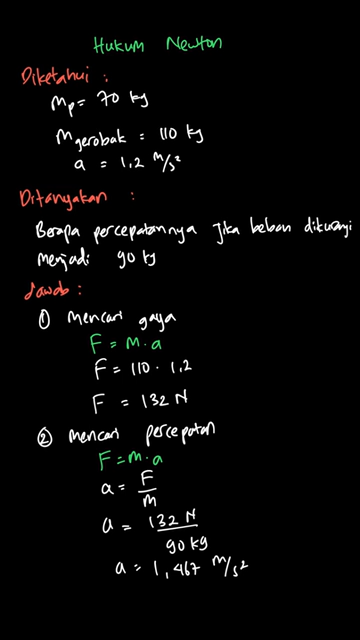 Hukum Newton
Diketahui :
Mp = 70 kg
Mgerobak = 110 kg
a = 1,2 m/s²
Ditanyakan :
Berapa percepatannya jika beban dikurangi
menjadi 90 kg
Jawab :
① Mencari gaya
F = m . a
F = 110 . 1,2
F = 132 N
② Mencari percepatan
F = m . a
a = F/m
a = 132 N / 90 kg
a = 1,467 m/s²